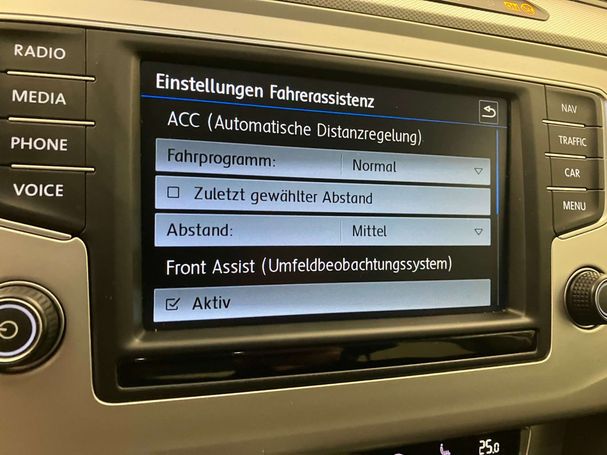 RADIO
MEDIA
PHONE
VOICE
Einstellungen Fahrerassistenz
ACC (Automatische Distanzregelung)
Fahrprogramm: Normal
Zuletzt gewählter Abstand
Abstand: Mittel
Front Assist (Umfeldbeobachtungssystem)
Aktiv
NAV
TRAFFIC
CAR
MENU
25.0